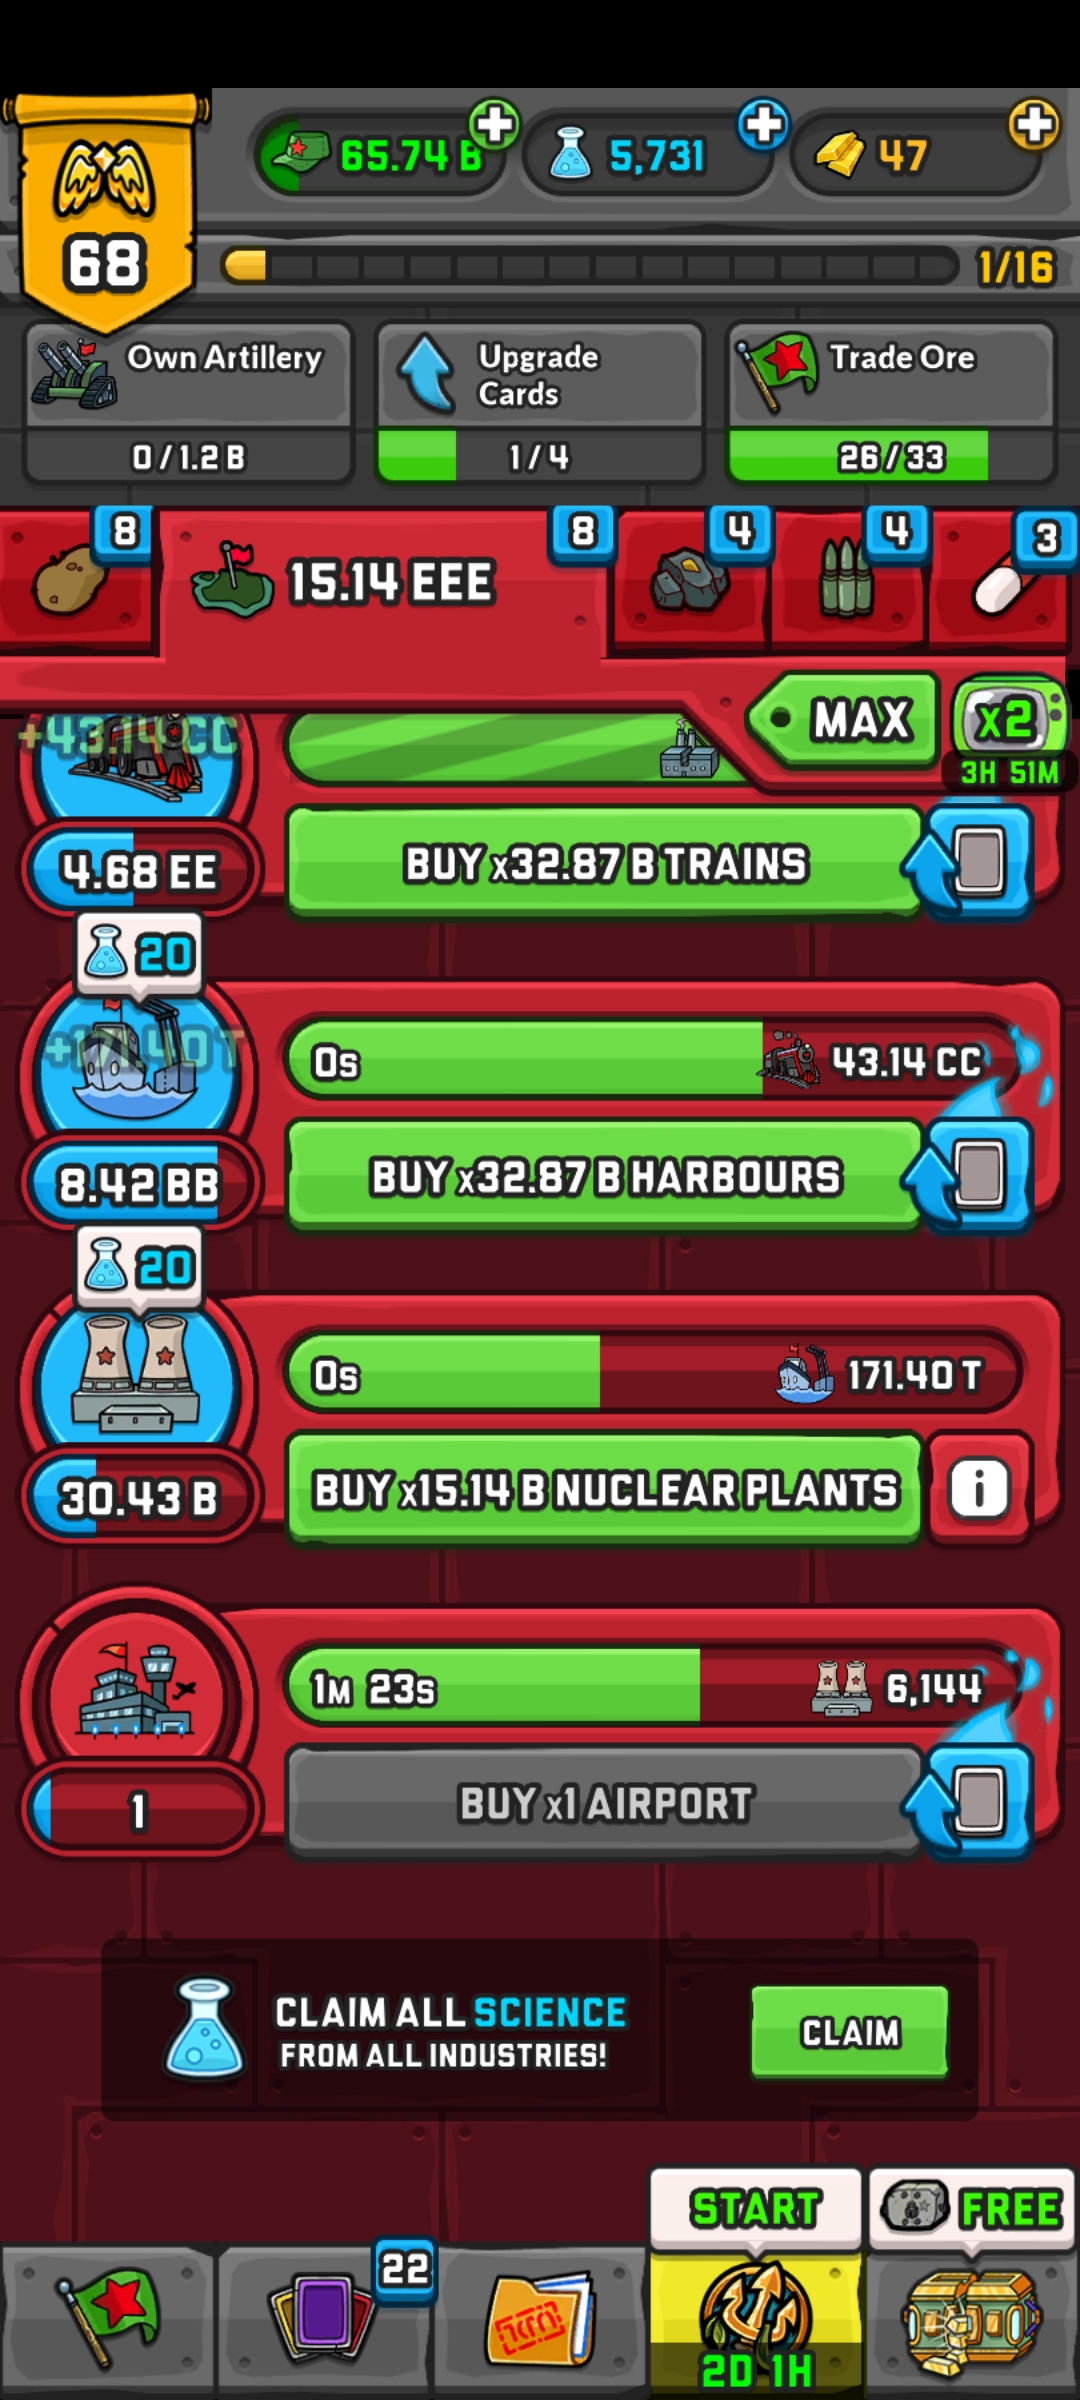 65.74 B
5,731
47
68
1/16
Own Artillery
0/1.2 B
Upgrade
Cards
1/4
Trade Ore
26/33
8
15.14 EEE
8
4
4
3
MAX
x2
3H 51M
+43.14 CC
4.68 EE
BUY x32.87 B TRAINS
20
+171.40T
0s
43.14 CC
8.42 BB
BUY x32.87 B HARBOURS
20
0s
171.40 T
30.43 B
BUY x15.14 B NUCLEAR PLANTS
i
1M 23s
6,144
1
BUY x1 AIRPORT
CLAIM ALL SCIENCE
FROM ALL INDUSTRIES!
CLAIM
START
FREE
22
2D 1H